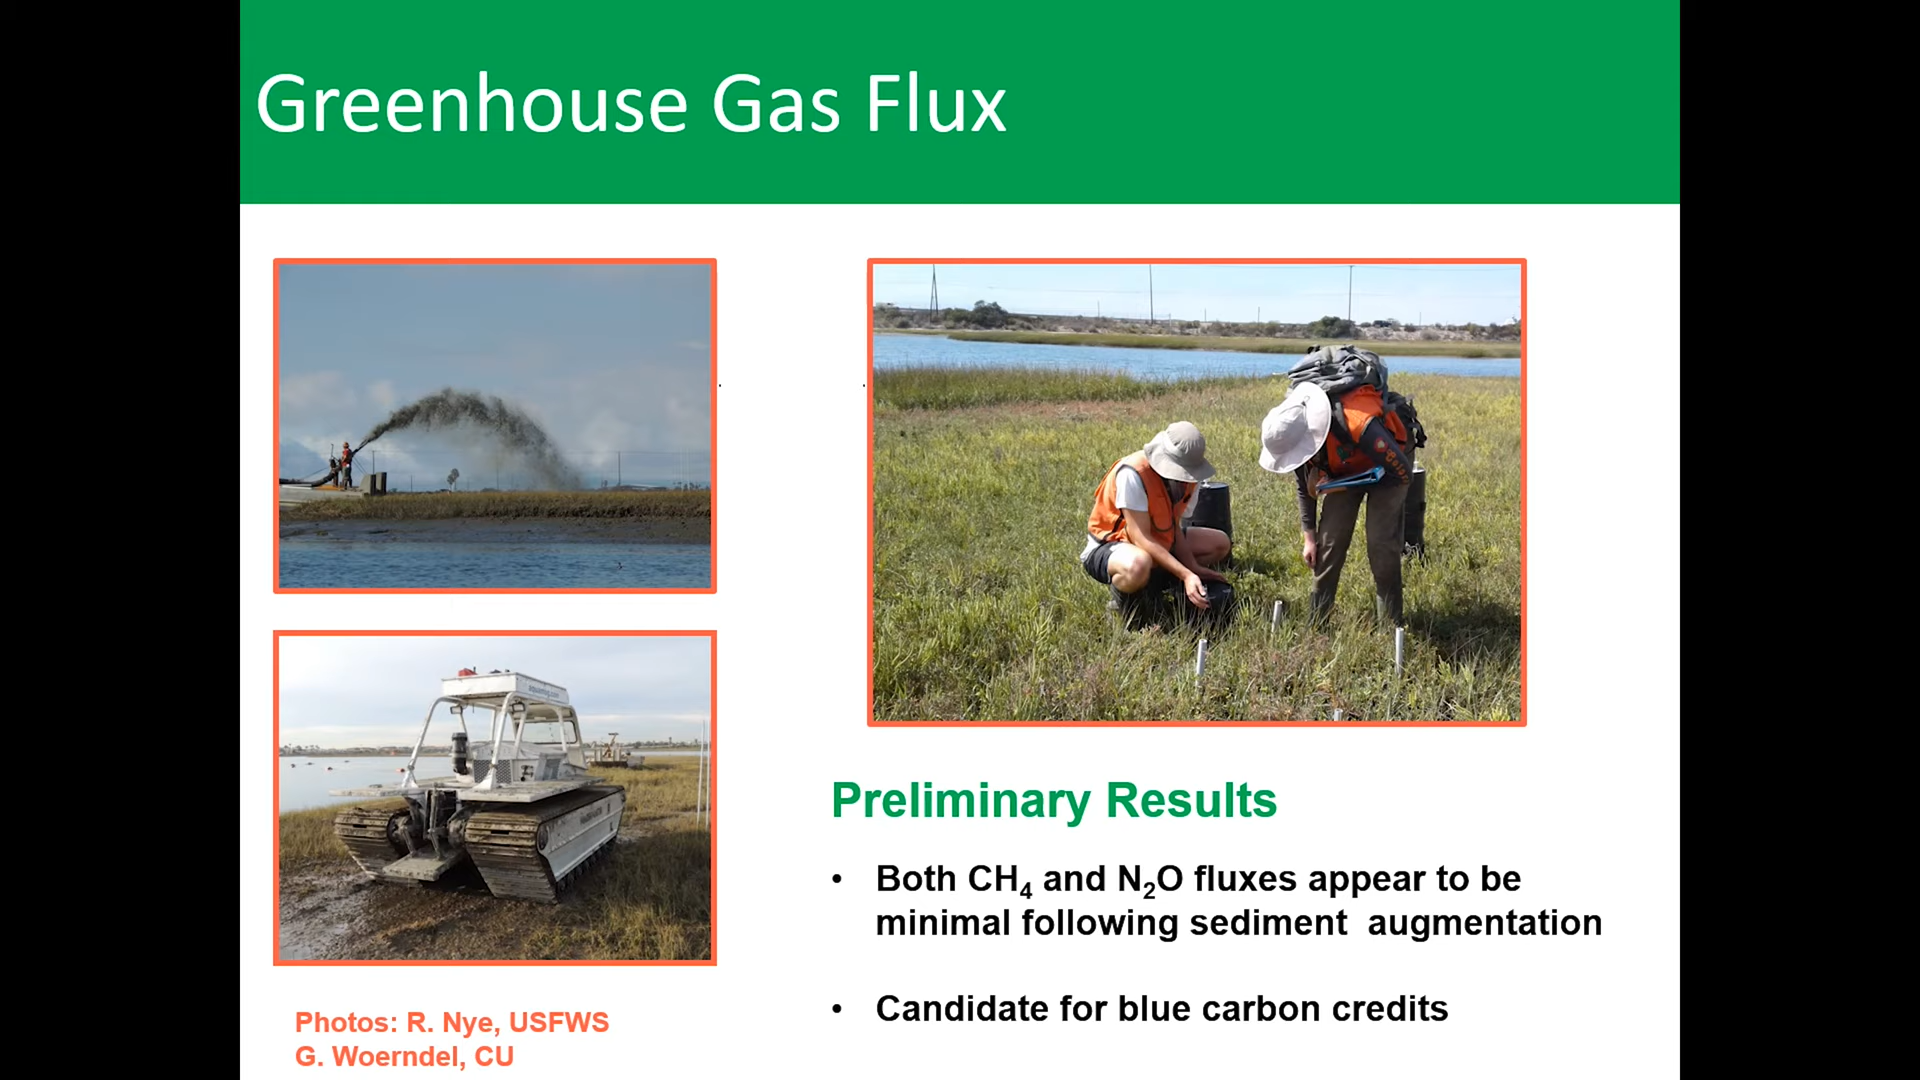 Greenhouse Gas Flux
Preliminary Results
• Both CH₄ and N₂O fluxes appear to be
minimal following sediment augmentation
• Candidate for blue carbon credits
Photos: R. Nye, USFWS
G. Woerndel, CU